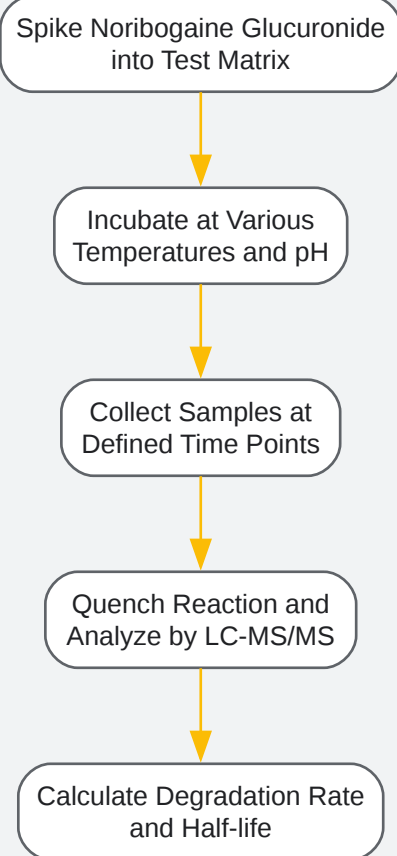 Spike Noribogaine Glucuronide
into Test Matrix
Incubate at Various
Temperatures and pH
Collect Samples at
Defined Time Points
Quench Reaction and
Analyze by LC-MS/MS
Calculate Degradation Rate
and Half-life